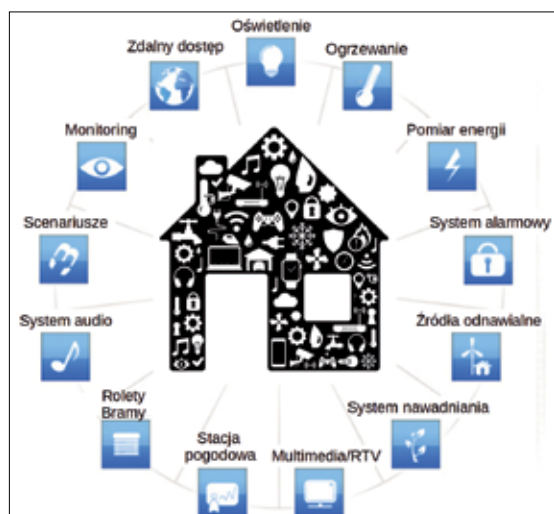 Oświetlenie
Zdalny dostęp
Ogrzewanie
Monitoring
Pomiar energii
Scenariusze
System alarmowy
System audio
Źródła odnawialne
Rolety
Bramy
System nawadniania
Stacja
pogodowa
Multimedia/RTV